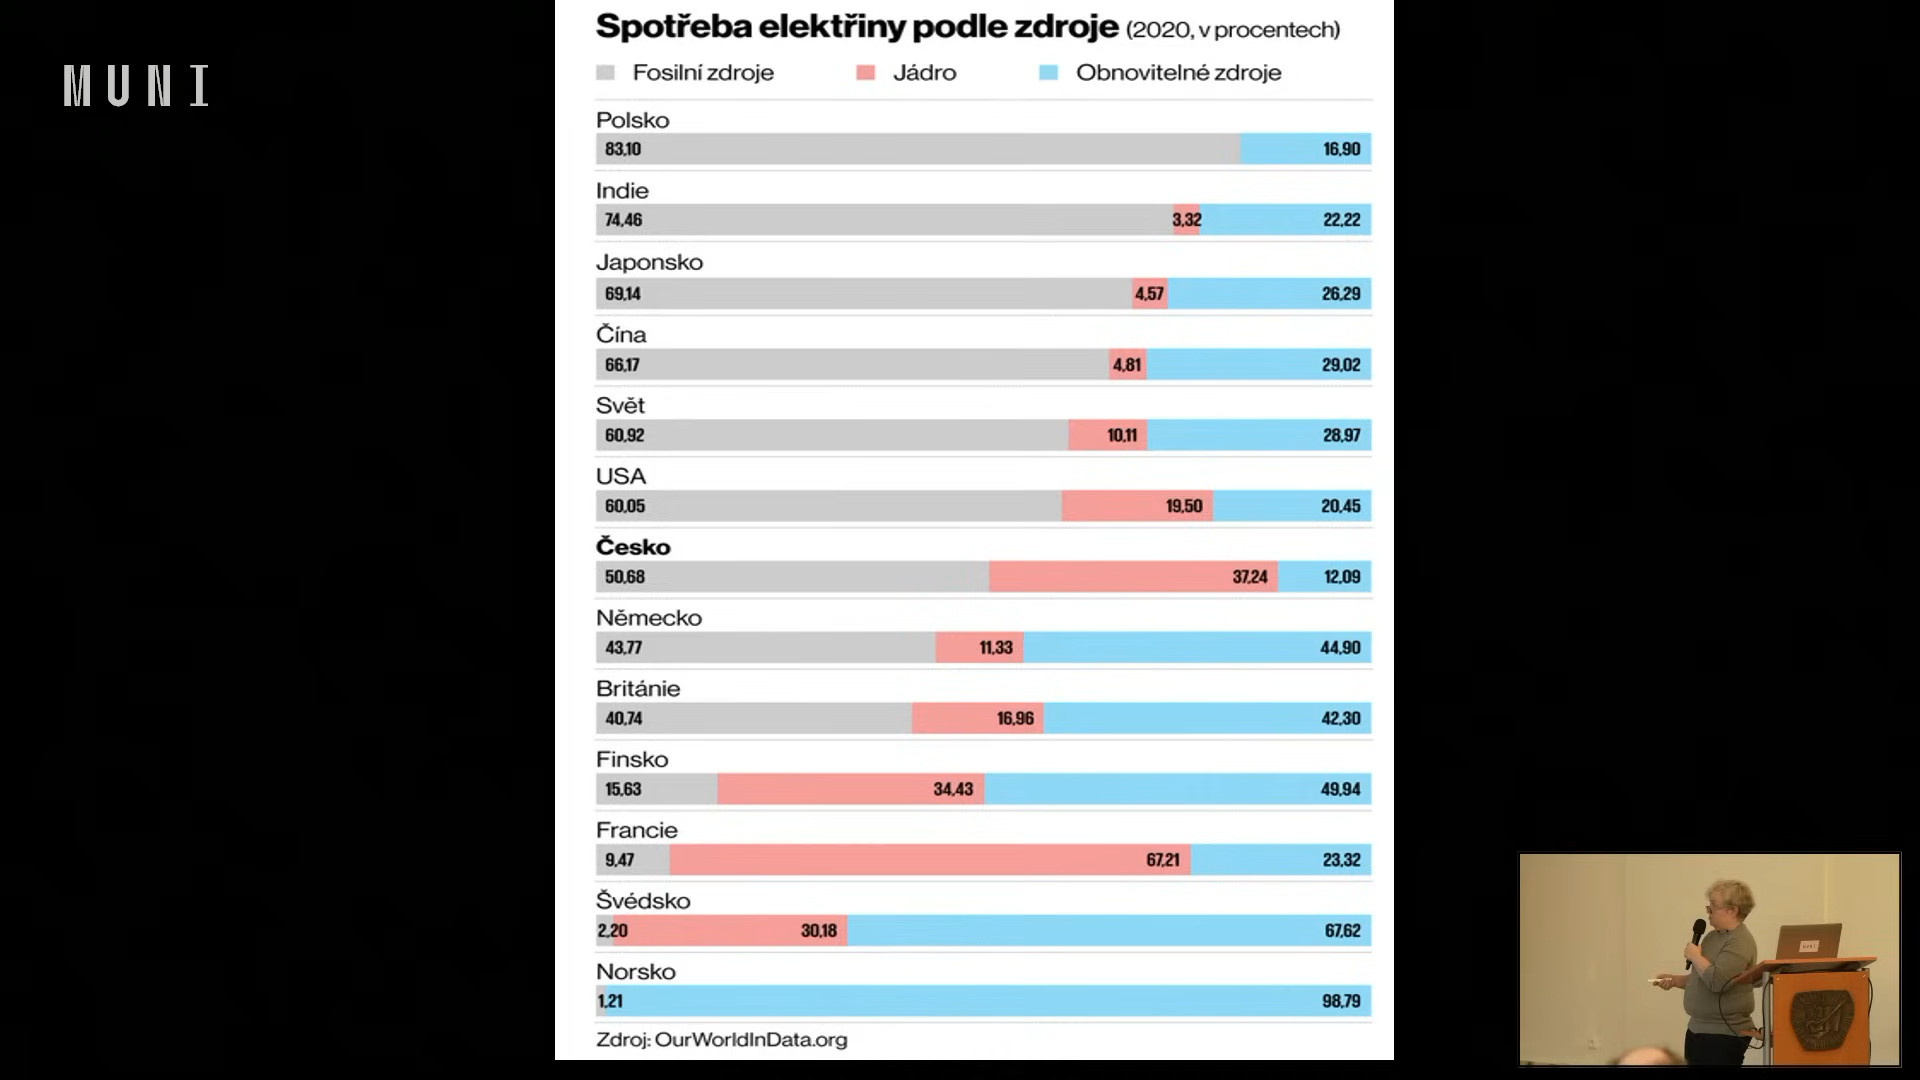 MUNI
Spotřeba elektřiny podle zdroje (2020, v procentech)
Fosilní zdroje Jádro Obnovitelné zdroje
Polsko
83,10 16,90
Indie
74,46 3,32 22,22
Japonsko
69,14 4,57 26,29
Čína
66,17 4,81 29,02
Svět
60,92 10,11 28,97
USA
60,05 19,50 20,45
Česko
50,68 37,24 12,09
Německo
43,77 11,33 44,90
Británie
40,74 16,96 42,30
Finsko
15,63 34,43 49,94
Francie
9,47 67,21 23,32
Švédsko
2,20 30,18 67,62
Norsko
1,21 98,79
Zdroj: OurWorldInData.org
MUNI